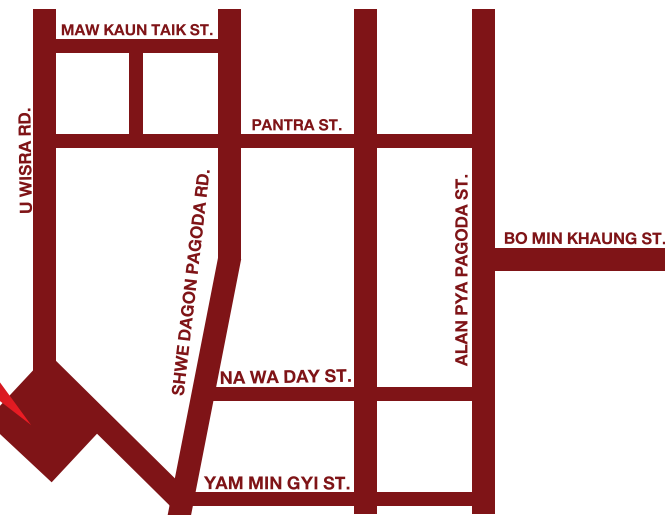 MAW KAUN TAIK ST.
PANTRA ST.
U WISRA RD.
SHWE DAGON PAGODA RD.
ALAN PYA PAGODA ST.
BO MIN KHAUNG ST.
NA WA DAY ST.
YAM MIN GYI ST.